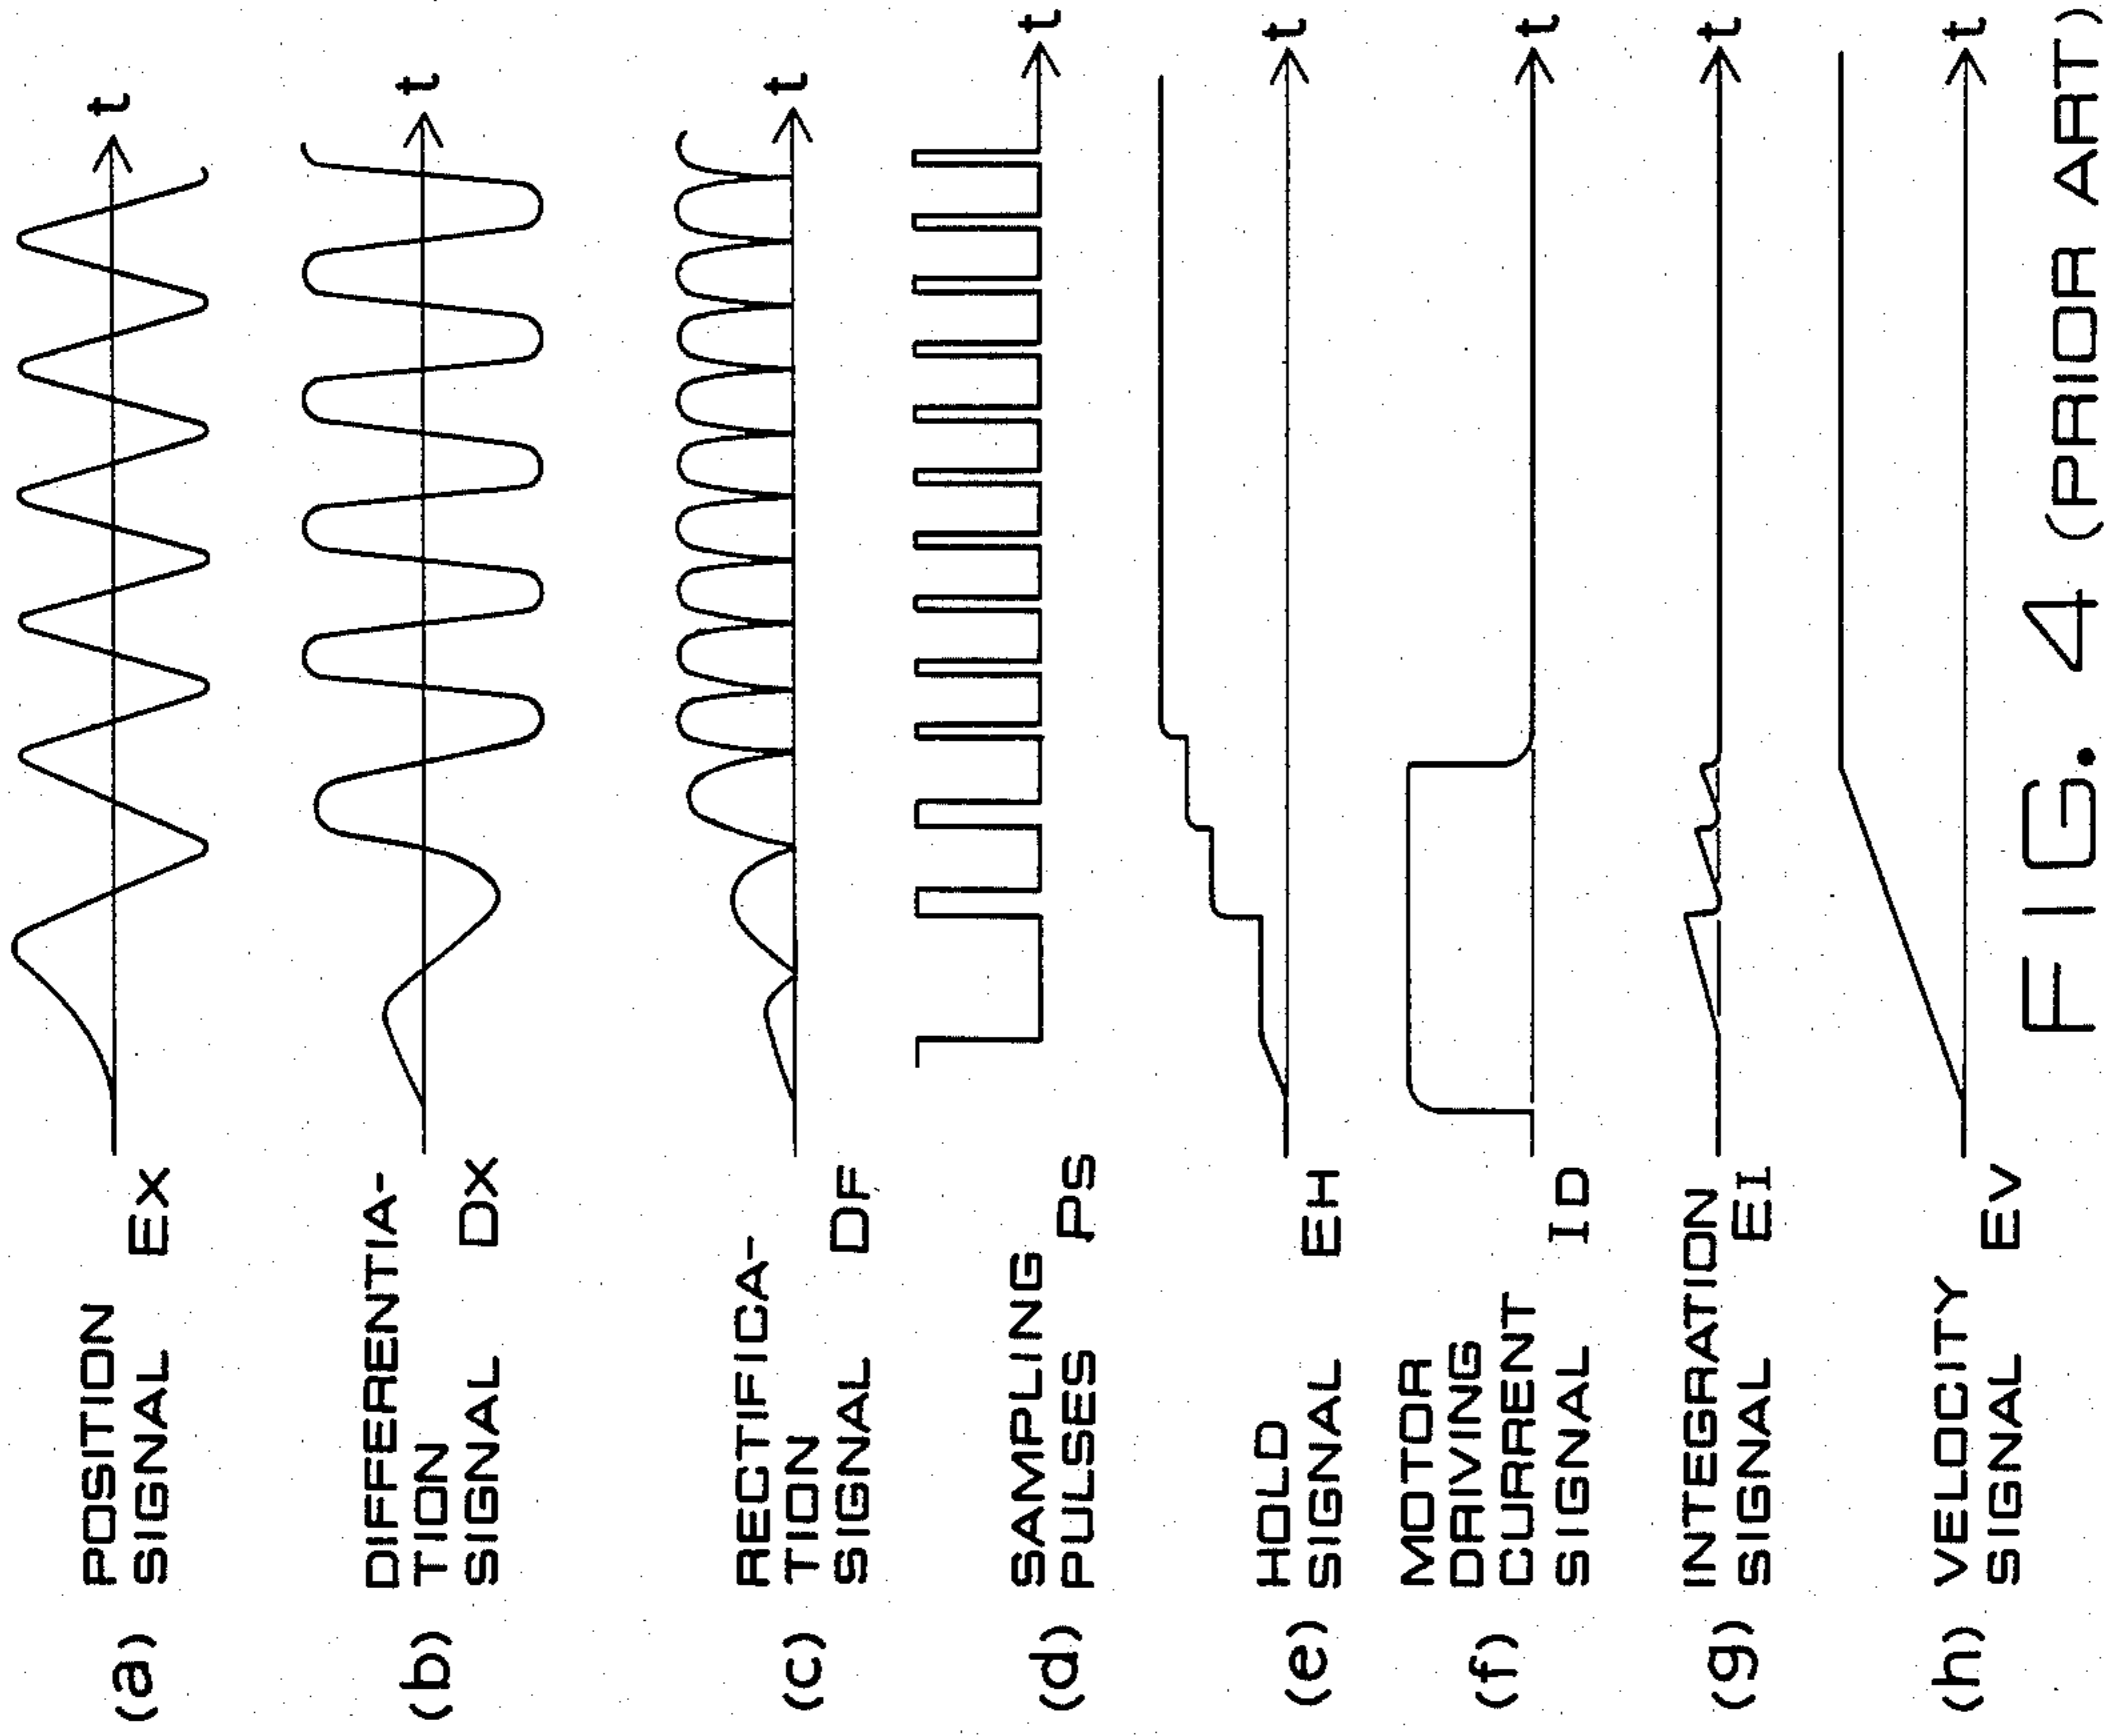 (a) POSITION
SIGNAL EX
t
(b) DIFFERENTIA-
TION
SIGNAL DX
t
(c) RECTIFICA-
TION
SIGNAL DF
t
(d) SAMPLING
PULSES PS
t
(e) HOLD
SIGNAL EH
t
(f) MOTOR
DRIVING
CURRENT
SIGNAL ID
t
(g) INTEGRATION
SIGNAL EI
t
(h) VELOCITY
SIGNAL EV
t
FIG. 4 (PRIOR ART)